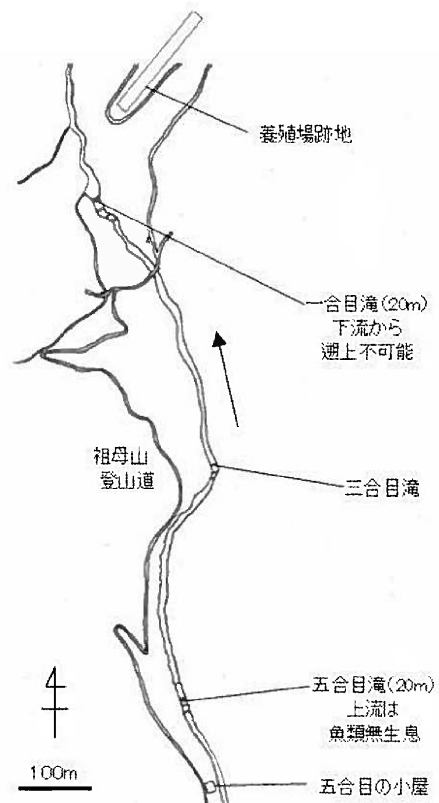 養殖場跡地
一合目滝(20m)
下流から
遡上不可能
祖母山
登山道
三合目滝
五合目滝(20m)
上流は
魚類無生息
100m
五合目の小屋